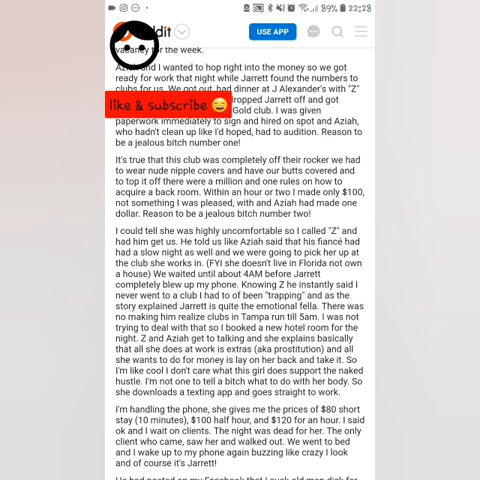 89% 22:28
ddit
USE APP
vacancy for the week.
Aziah and I wanted to hop right into the money so we got
ready for work that night while Jarrett found the numbers to
clubs for us. We got out, had dinner at J Alexander's with "Z"
like & subscribe 😄 dropped Jarrett off and got
Gold club. I was given
paperwork immediately to sign and hired on spot and Aziah,
who hadn't clean up like I'd hoped, had to audition. Reason to
be a jealous bitch number one!
It's true that this club was completely off their rocker we had
to wear nude nipple covers and have our butts covered and
to top it off there were a million and one rules on how to
acquire a back room. Within an hour or two I made only $100,
not something I was pleased, with and Aziah had made one
dollar. Reason to be a jealous bitch number two!
I could tell she was highly uncomfortable so I called "Z" and
had him get us. He told us like Aziah said that his fiancé had
had a slow night as well and we were going to pick her up at
the club she works in. (FYI she doesn't live in Florida not own
a house) We waited until about 4AM before Jarrett
completely blew up my phone. Knowing Z he instantly said I
never went to a club I had to of been "trapping" and as the
story explained Jarrett is quite the emotional fella. There was
no making him realize clubs in Tampa run till 5am. I was not
trying to deal with that so I booked a new hotel room for the
night. Z and Aziah get to talking and she explains basically
that all she does at work is extras (aka prostitution) and all
she wants to do for money is lay on her back and take it. So
I'm like cool I don't care what this girl does support the naked
hustle. I'm not one to tell a bitch what to do with her body. So
she downloads a texting app and goes straight to work.
I'm handling the phone, she gives me the prices of $80 short
stay (10 minutes), $100 half hour, and $120 for an hour. I said
ok and I wait on clients. The night was dead for her. The only
client who came, saw her and walked out. We went to bed
and I wake up to my phone again buzzing like crazy I look
and of course it's Jarrett!
He had posted on my Facebook that I suck old man dick for